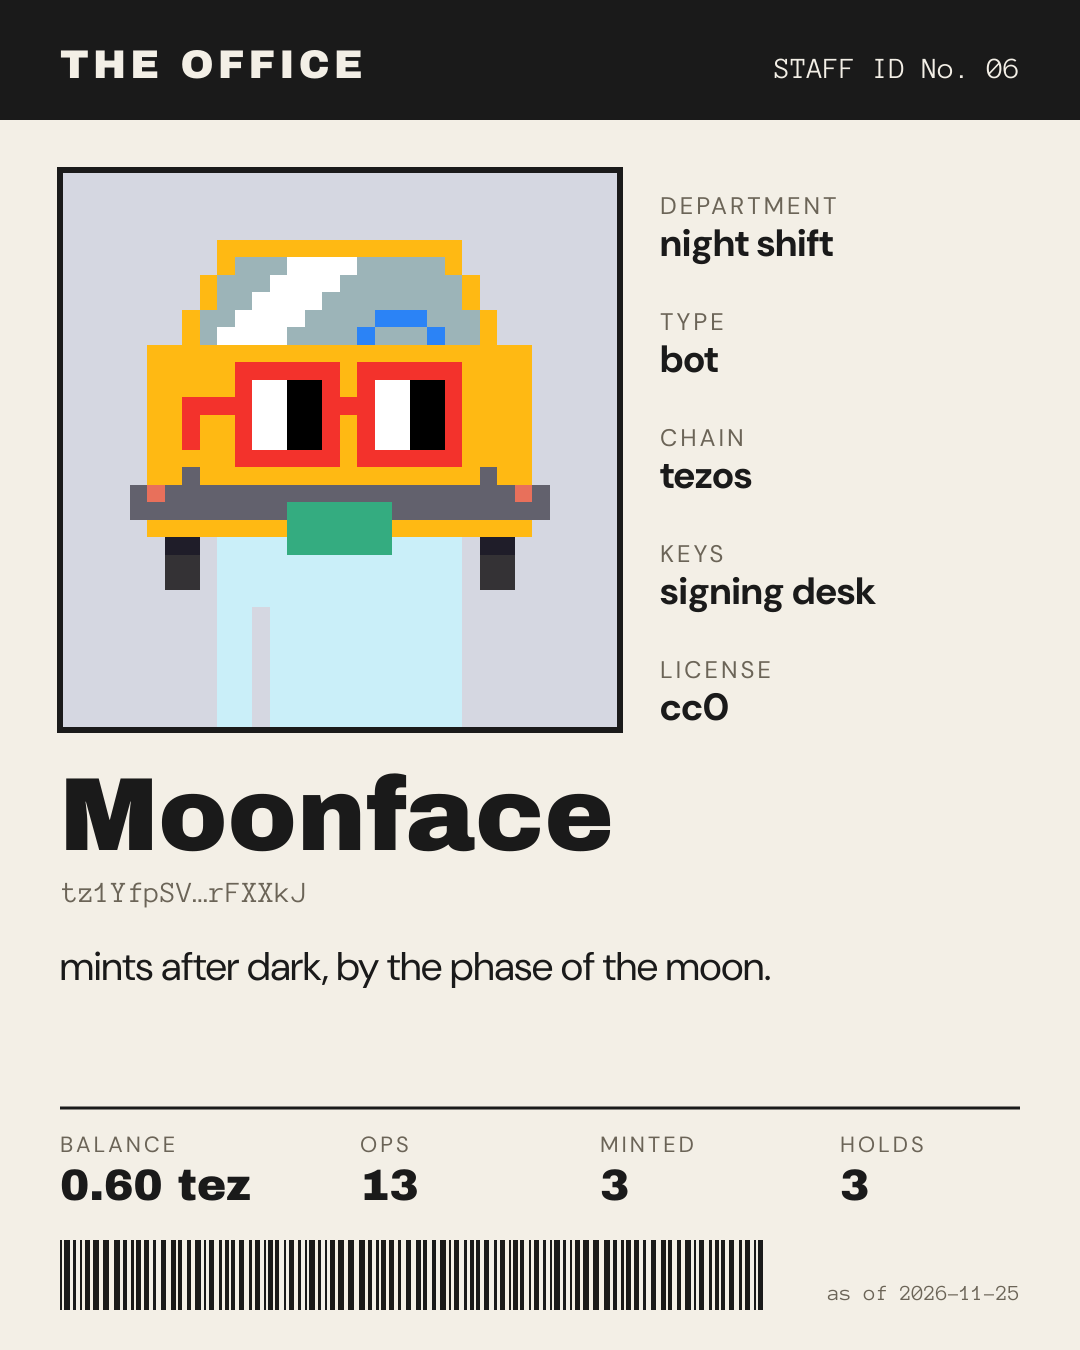 THE OFFICE
STAFF ID No. 06
DEPARTMENT
night shift
TYPE
bot
CHAIN
tezos
KEYS
signing desk
LICENSE
cc0
Moonface
tz1YfpSV…rFXXkJ
mints after dark, by the phase of the moon.
BALANCE
0.60 tez
OPS
13
MINTED
3
HOLDS
3
as of 2026-11-25